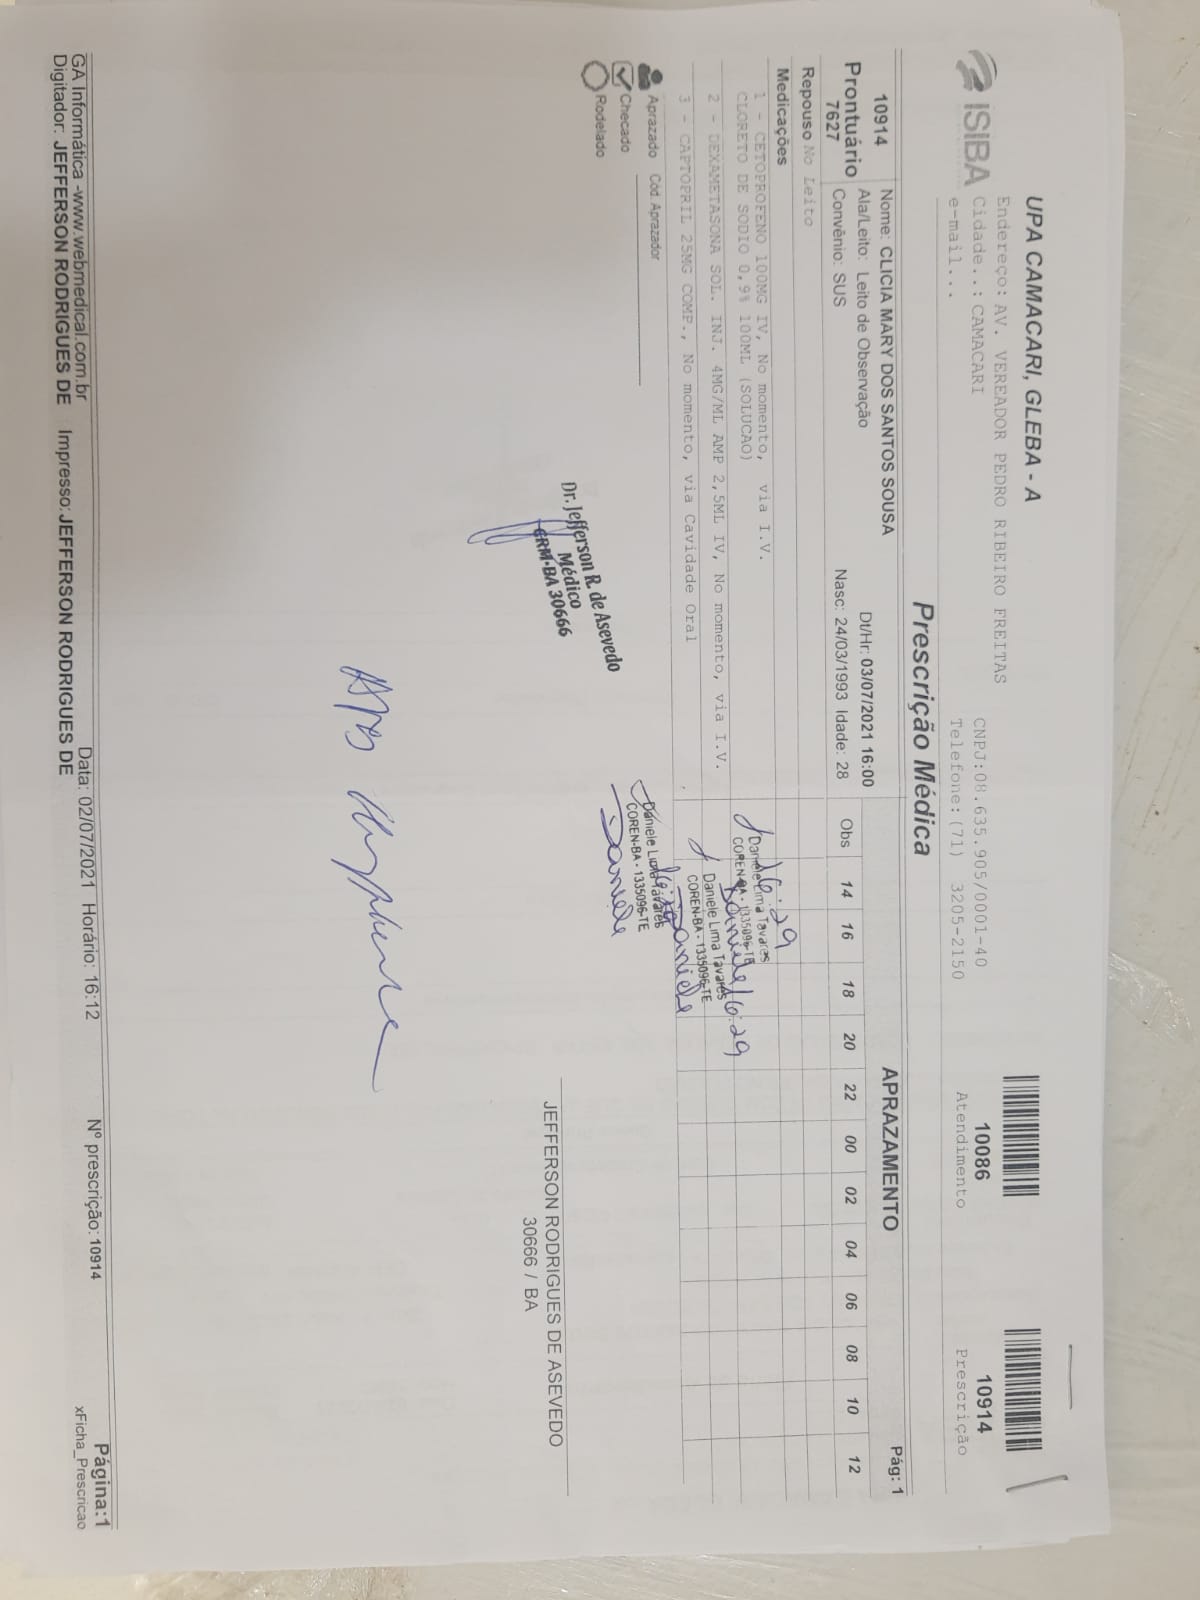 UPA CAMACARI, GLEBA - A
Endereço: AV. VEREADOR PEDRO RIBEIRO FREITAS
ISIBA
Cidade..: CAMACARI
CNPJ:08.635.905/0001-40
e-mail...
Telefone:(71) 3205-2150
10086
Atendimento
10914
Prescrição
Prescrição Médica
Pág: 1
10914
Nome: CLICIA MARY DOS SANTOS SOUSA
Dt/Hr: 03/07/2021 16:00
APRAZAMENTO
Prontuário
7627
Ala/Leito: Leito de Observação
Convênio: SUS
Nasc: 24/03/1993 Idade: 28
Obs 14 16 18 20 22 00 02 04 06 08 10 12
Repouso No Leito
Medicações
1 - CETOPROFENO 100MG IV, No momento, via I.V.
CLORETO DE SODIO 0,9% 100ML (SOLUCAO)
16:29
Daniele Lima Tavares
COREN-BA - 1335096-TE
Daniele
2 - DEXAMETASONA SOL. INJ. 4MG/ML AMP 2,5ML IV, No momento, via I.V.
16:29
Daniele Lima Tavares
COREN-BA - 1335096-TE
Daniele
3 - CAPTOPRIL 25MG COMP., No momento, via Cavidade Oral
Daniele Lima Tavares
COREN-BA - 1335096-TE
Daniele
Aprazado Cód. Aprazador
Checado
Rodelado
Dr. Jefferson R. de Asevedo
Médico
CRM-BA 30666
JEFFERSON RODRIGUES DE ASEVEDO
30666 / BA
GA Informática -www.webmedical.com.br
Data: 02/07/2021 Horário: 16:12
Nº prescrição: 10914
Página:1
Digitador: JEFFERSON RODRIGUES DE
Impresso: JEFFERSON RODRIGUES DE
xFicha_Prescricao